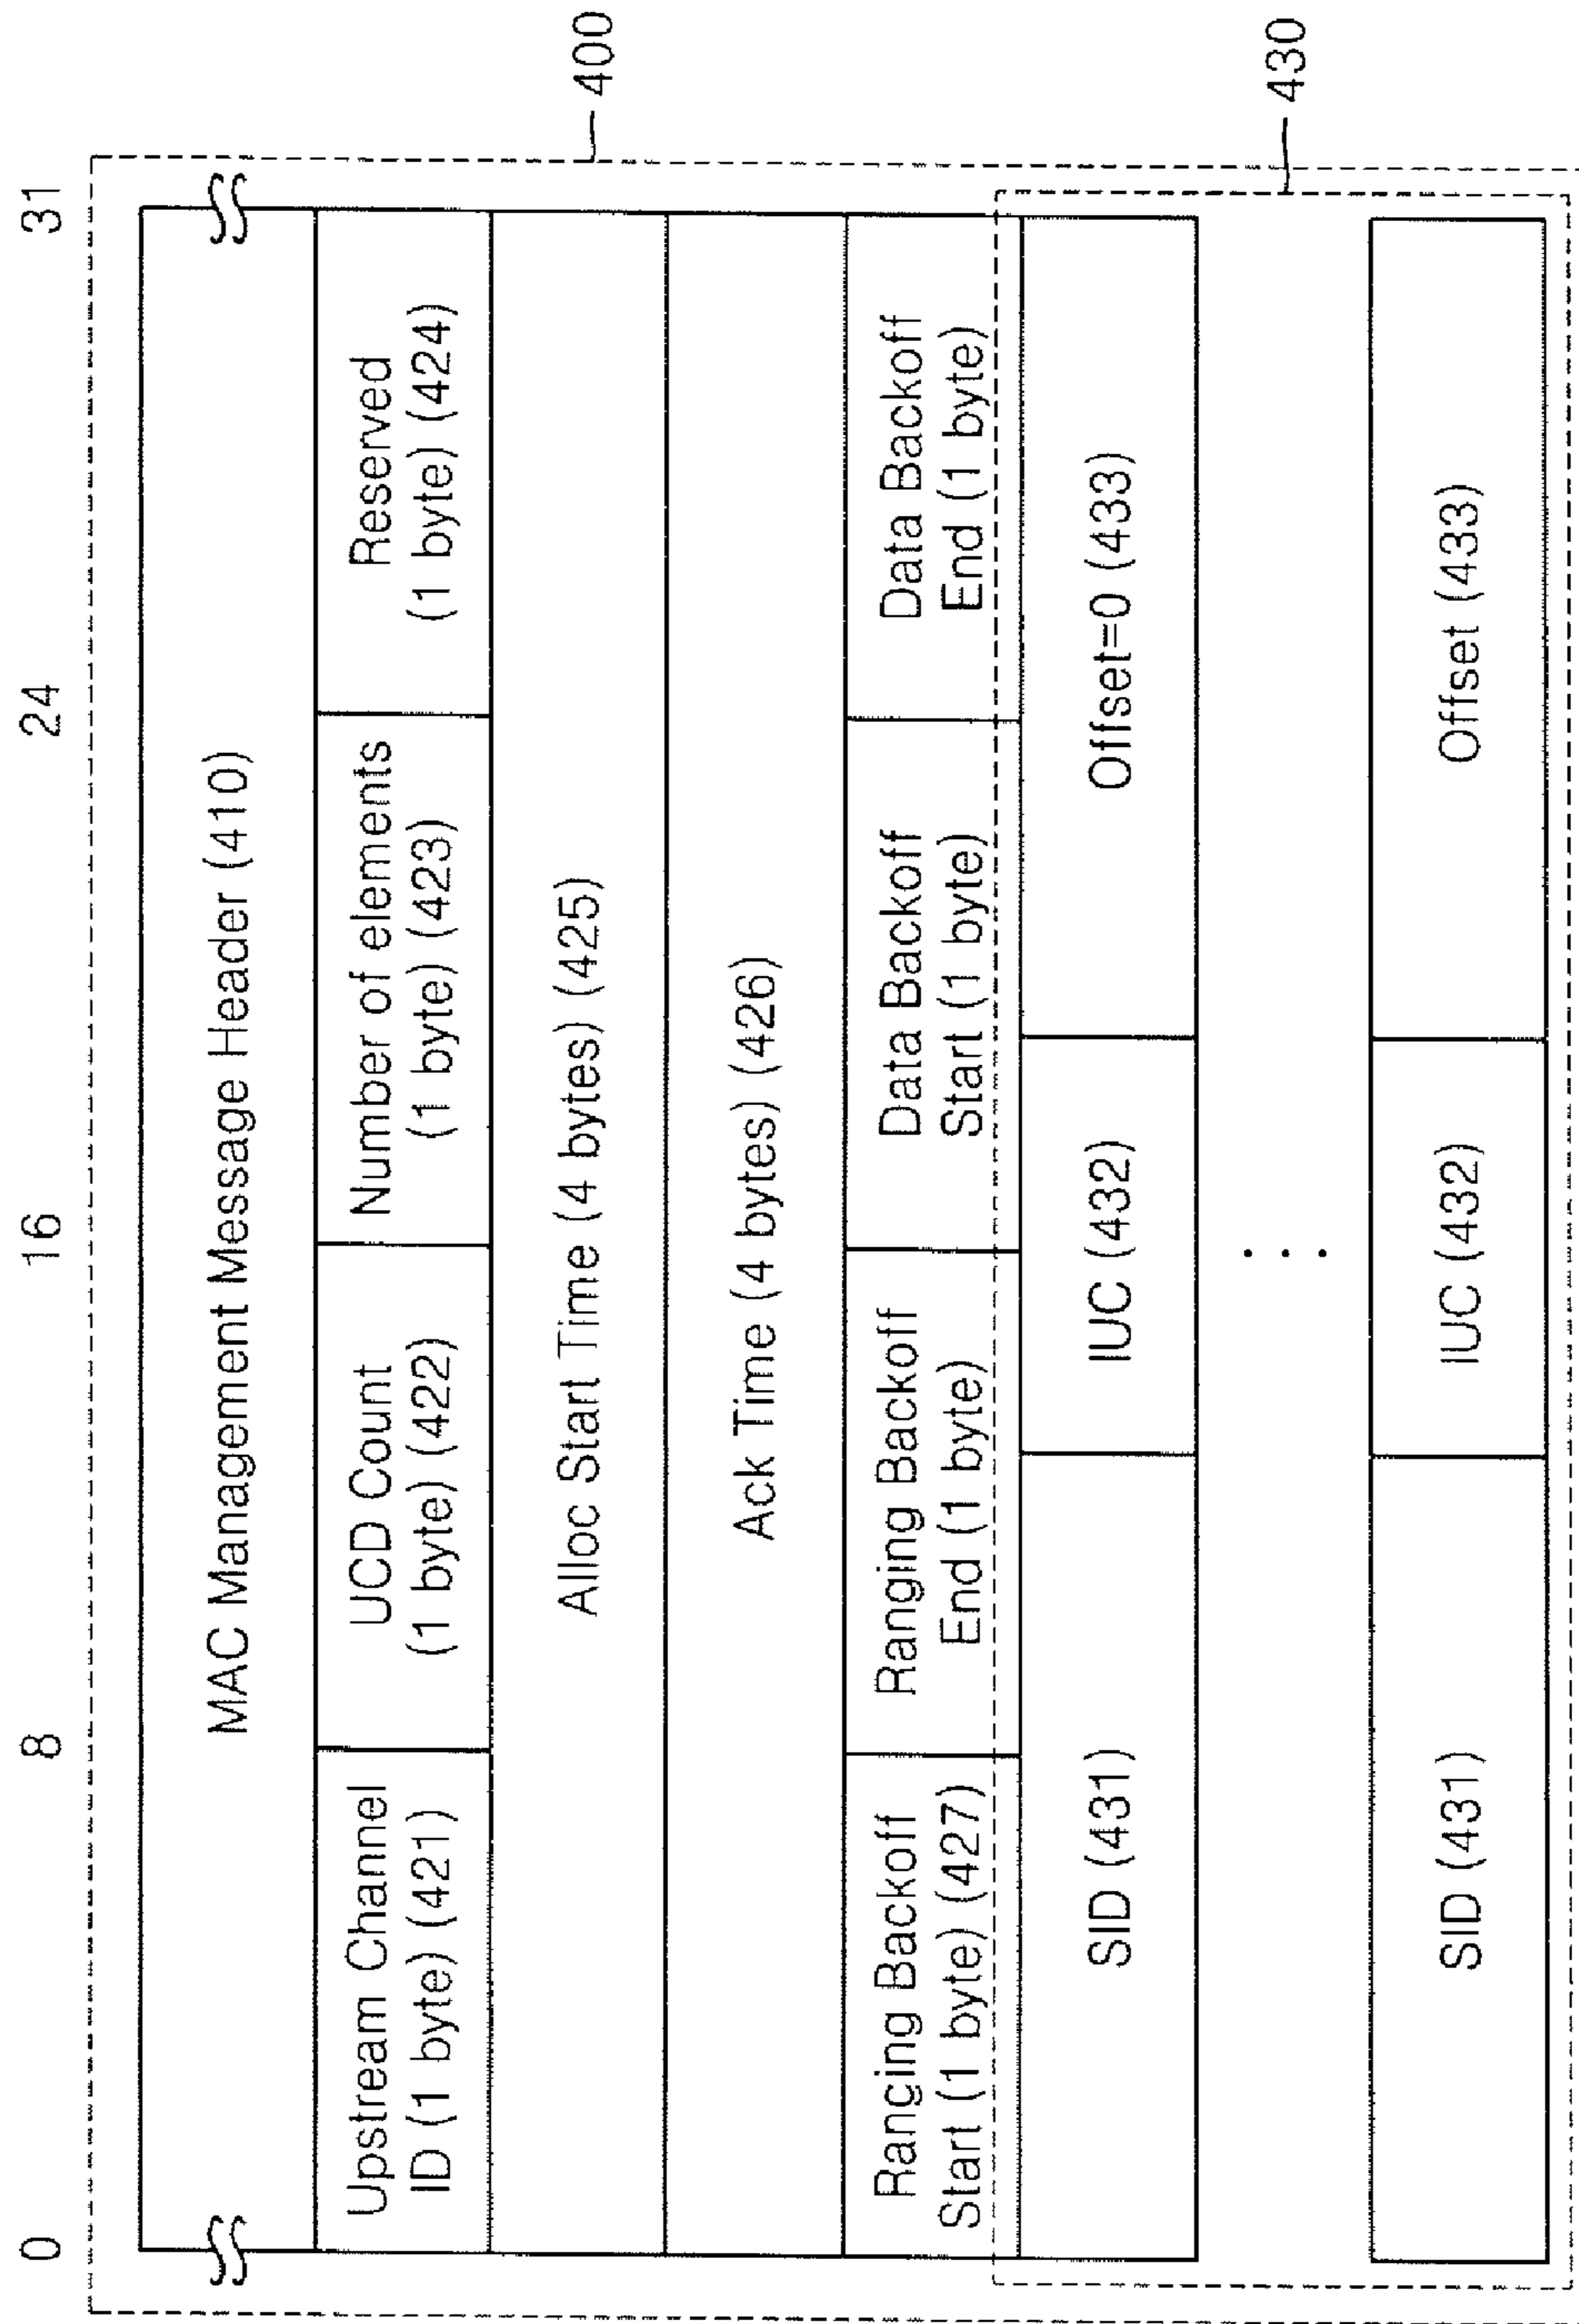 0 8 16 24 31
MAC Management Message Header (410)
Upstream Channel
ID (1 byte) (421)
UCD Count
(1 byte) (422)
Number of elements
(1 byte) (423)
Reserved
(1 byte) (424)
Alloc Start Time (4 bytes) (425)
400
Ack Time (4 bytes) (426)
Ranging Backoff
Start (1 byte) (427)
Ranging Backoff
End (1 byte)
Data Backoff
Start (1 byte)
Data Backoff
End (1 byte)
SID (431)
IUC (432)
Offset=0 (433)
430
...
SID (431)
IUC (432)
Offset (433)